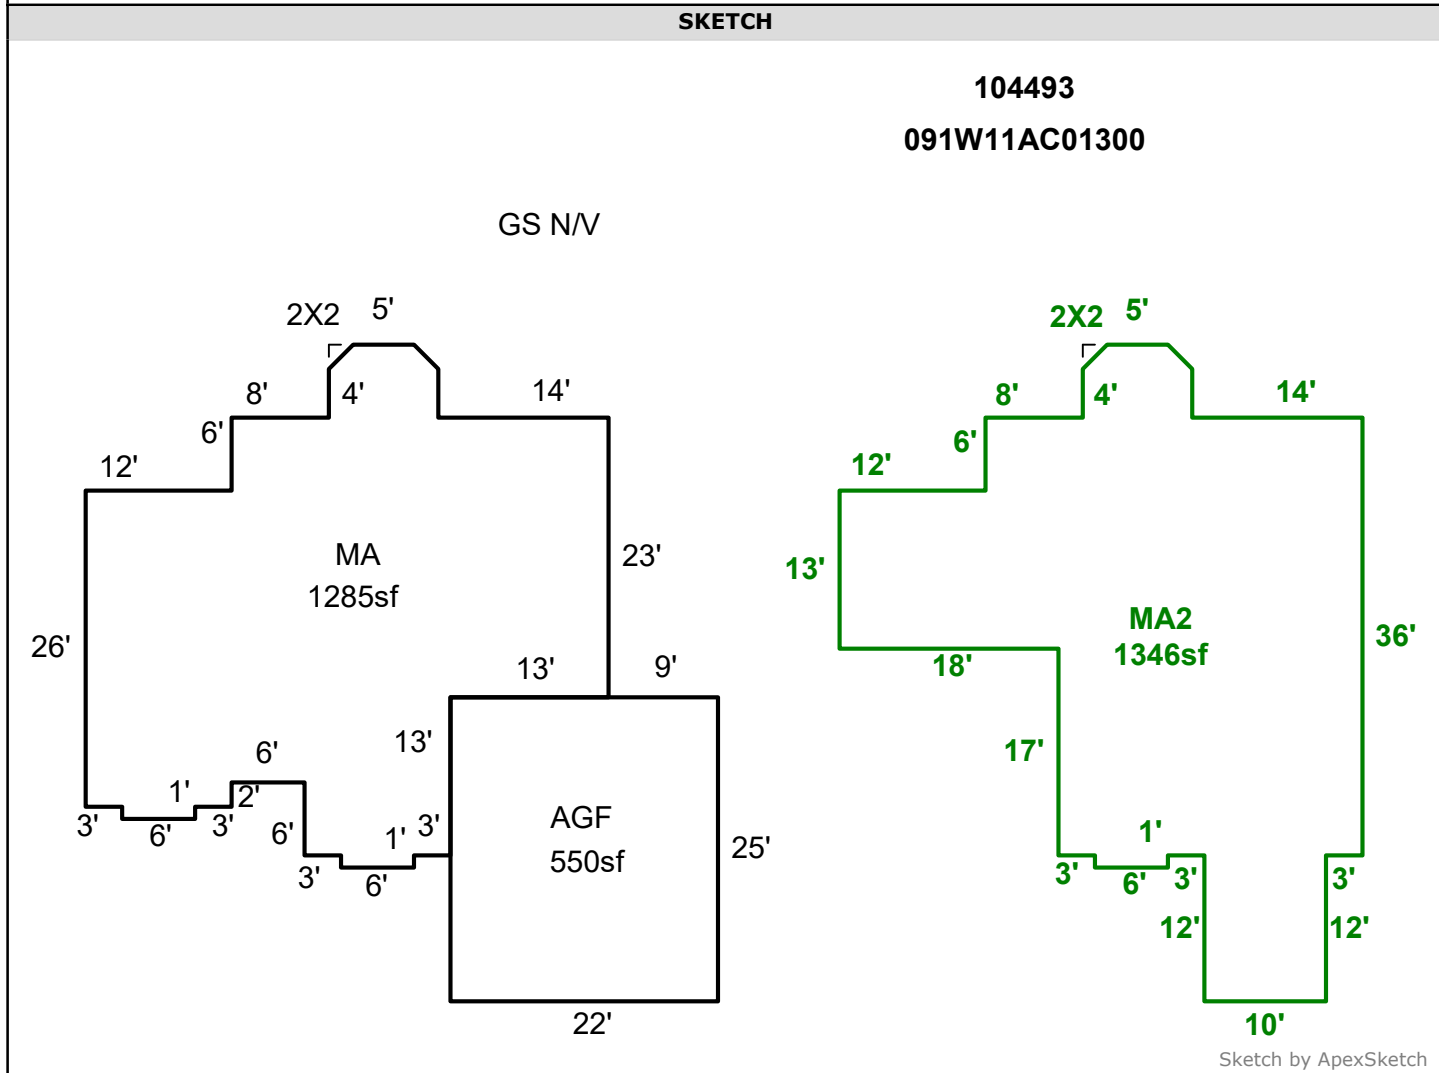 SKETCH
104493
091W11AC01300
GS N/V
2X2 5'
8' 4' 14'
6'
12'
MA
1285sf
23'
26'
13' 9'
13'
6'
1' 2'
3' 6' 3' 6' 1' 3'
3' 6'
AGF
550sf
25'
22'
2X2 5'
8' 4' 14'
6'
12'
13'
MA2
1346sf
36'
18'
17'
1'
3' 6' 3' 3'
12' 12'
10'
Sketch by ApexSketch